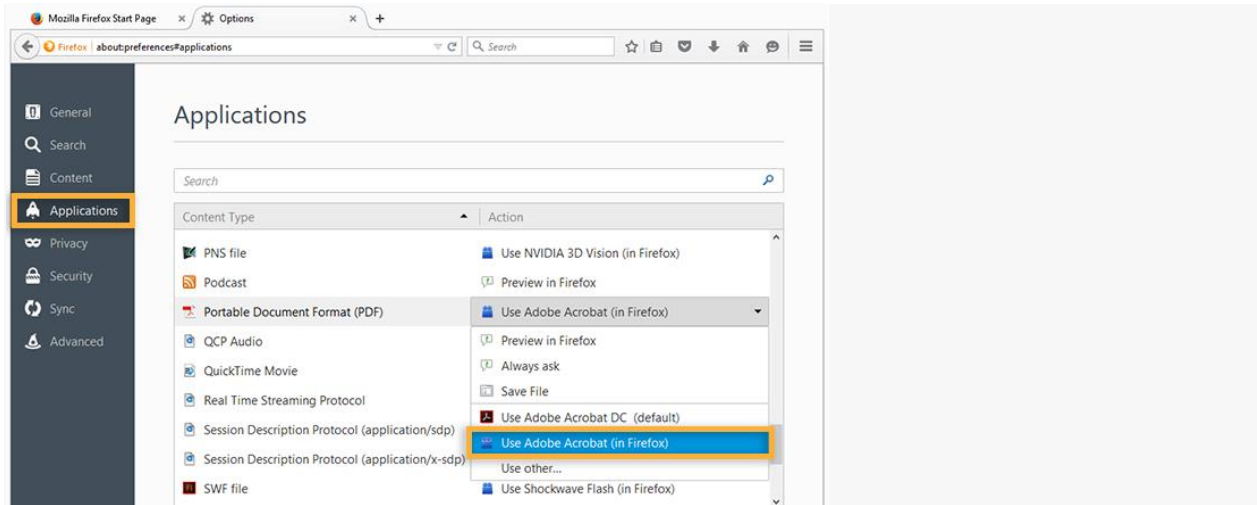 Mozilla Firefox Start Page × Options × +
Firefox about:preferences#applications Search
General
Applications
Search
Content
Search
Applications
Content Type Action
Privacy
PNS file Use NVIDIA 3D Vision (in Firefox)
Security
Podcast Preview in Firefox
Sync
Portable Document Format (PDF) Use Adobe Acrobat (in Firefox)
Advanced
QCP Audio Preview in Firefox
QuickTime Movie Always ask
Real Time Streaming Protocol Save File
Session Description Protocol (application/sdp) Use Adobe Acrobat DC (default)
Use Adobe Acrobat (in Firefox)
Session Description Protocol (application/x-sdp) Use other...
SWF file Use Shockwave Flash (in Firefox)